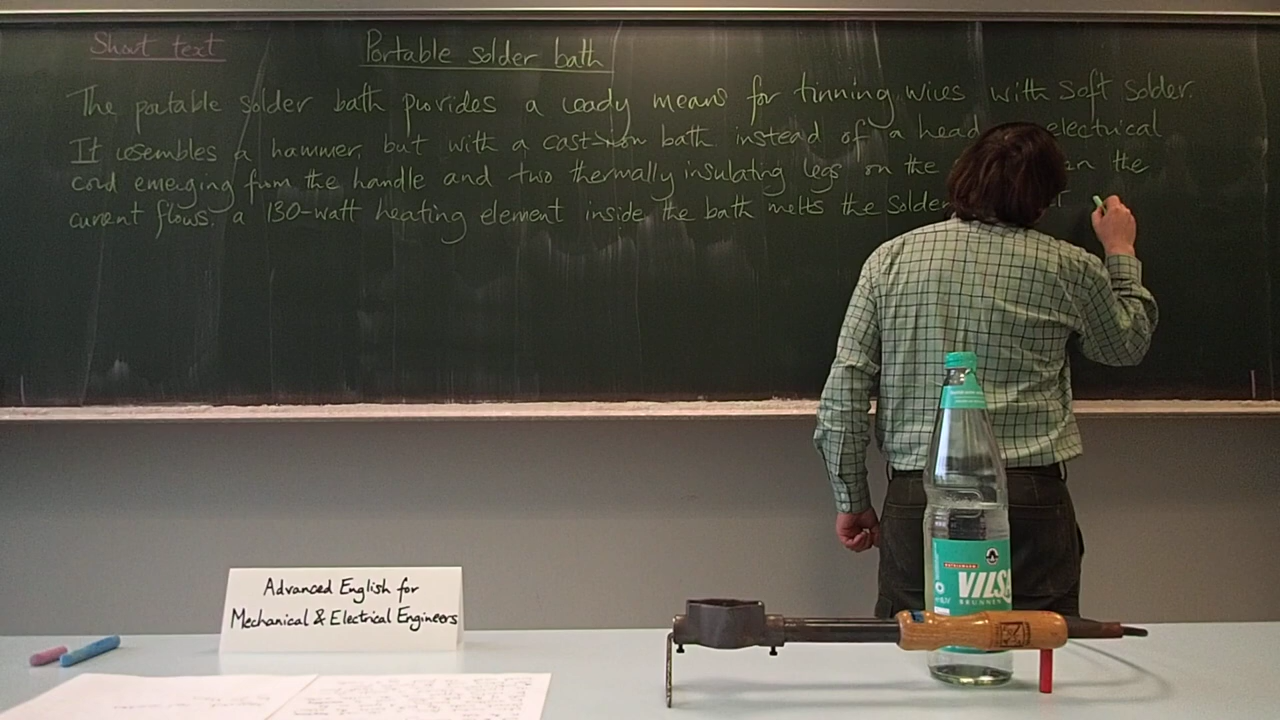 Short text
Portable solder bath
The portable solder bath provides a ready means for tinning wires with soft solder.
It resembles a hammer, but with a cast-iron bath instead of a head electrical
cord emerging from the handle and two thermally insulating legs on the the
current flows, a 130-watt heating element inside the bath melts the solder
Advanced English for
Mechanical & Electrical Engineers
VILS
BRUNNEN